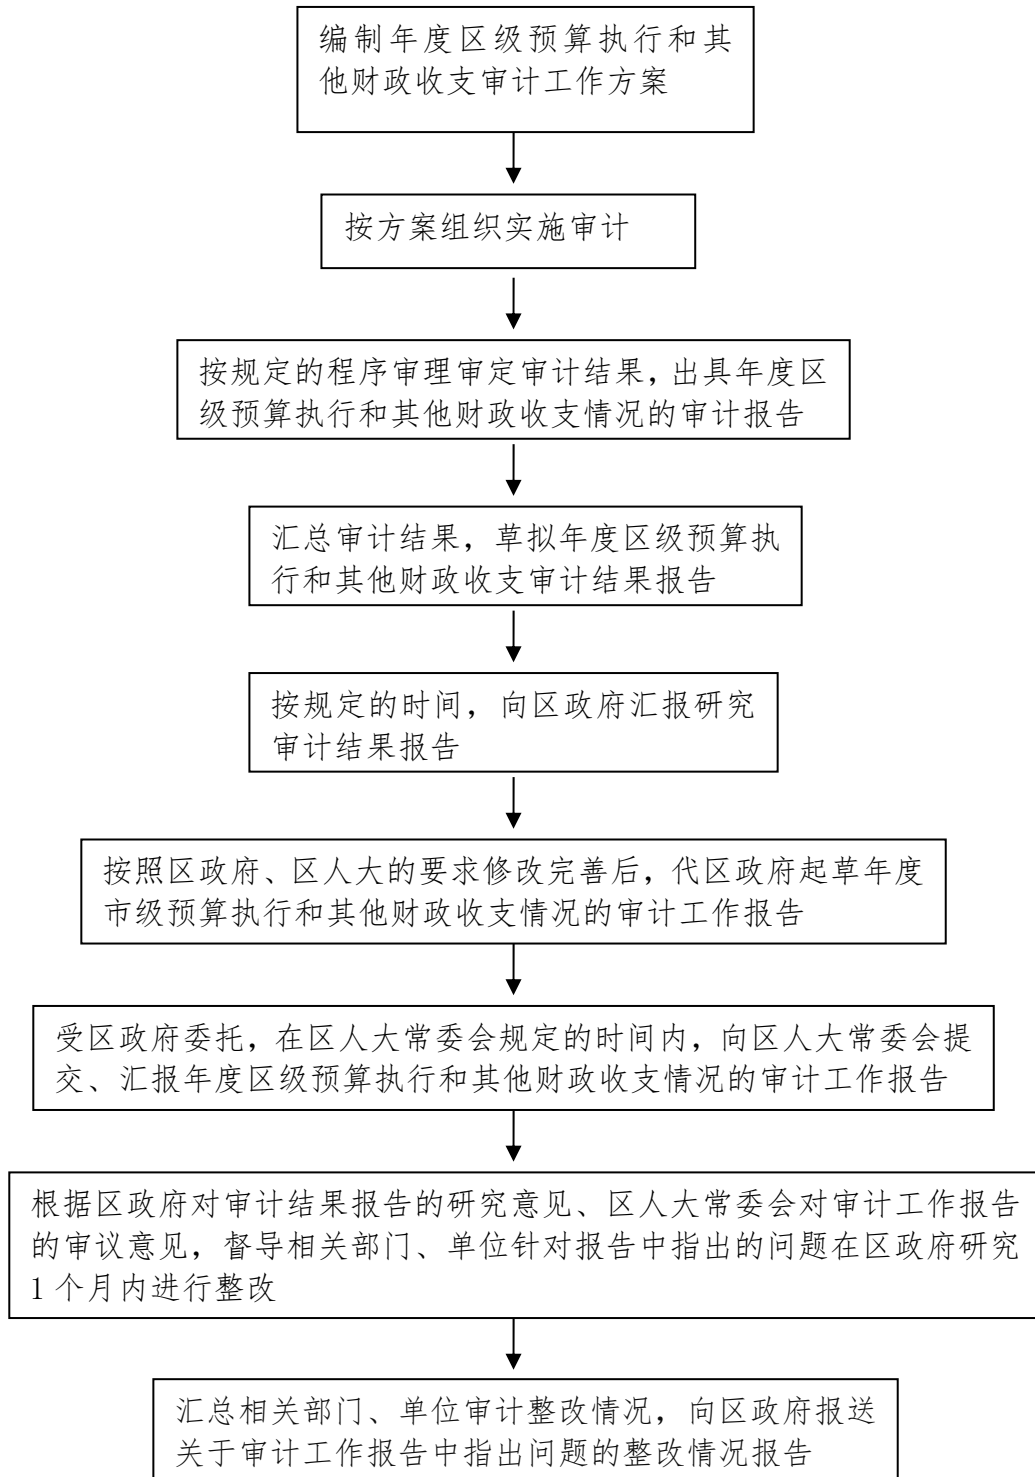 编制年度区级预算执行和其
他财政收支审计工作方案
按方案组织实施审计
按规定的程序审理审定审计结果，出具年度区
级预算执行和其他财政收支情况的审计报告
汇总审计结果，草拟年度区级预算执
行和其他财政收支审计结果报告
按规定的时间，向区政府汇报研究
审计结果报告
按照区政府、区人大的要求修改完善后，代区政府起草年度
市级预算执行和其他财政收支情况的审计工作报告
受区政府委托，在区人大常委会规定的时间内，向区人大常委会提
交、汇报年度区级预算执行和其他财政收支情况的审计工作报告
根据区政府对审计结果报告的研究意见、区人大常委会对审计工作报告
的审议意见，督导相关部门、单位针对报告中指出的问题在区政府研究
1个月内进行整改
汇总相关部门、单位审计整改情况，向区政府报送
关于审计工作报告中指出问题的整改情况报告